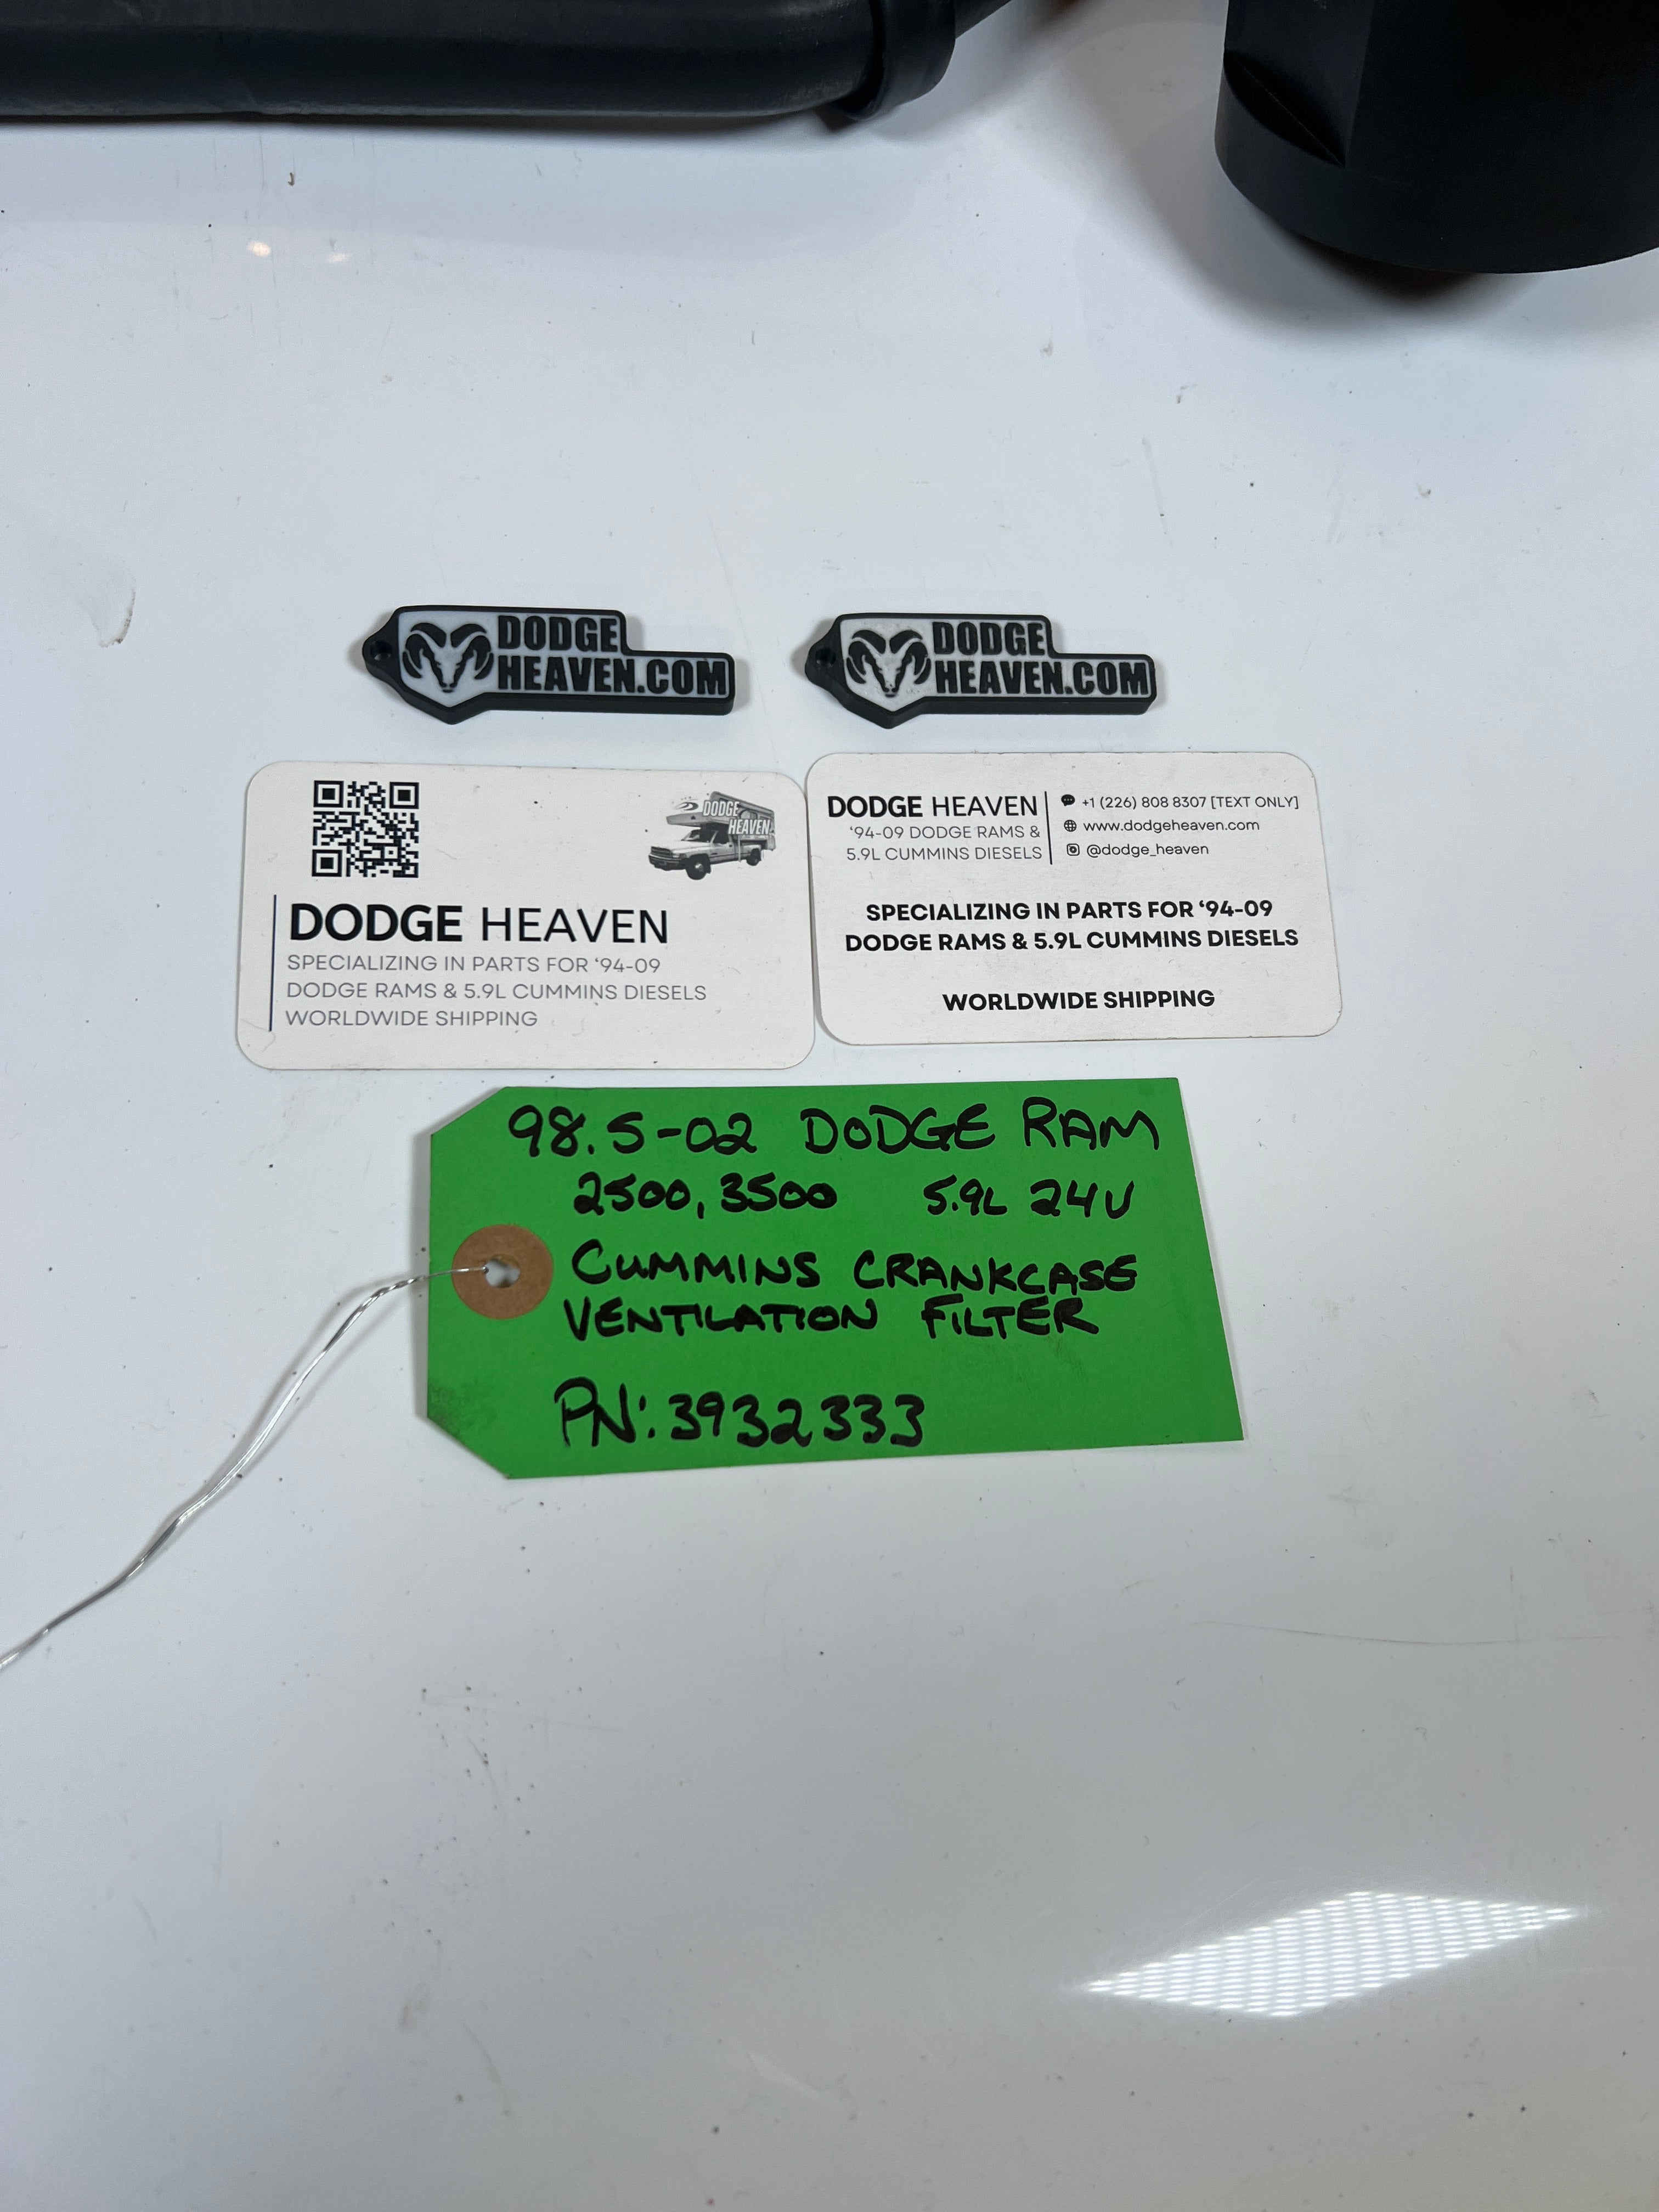 DODGE
HEAVEN.COM
DODGE
HEAVEN.COM
DODGE
HEAVEN
DODGE HEAVEN
SPECIALIZING IN PARTS FOR ‘94-09
DODGE RAMS & 5.9L CUMMINS DIESELS
WORLDWIDE SHIPPING
DODGE HEAVEN
‘94-09 DODGE RAMS &
5.9L CUMMINS DIESELS
+1 (226) 808 8307 [TEXT ONLY]
www.dodgeheaven.com
@dodge_heaven
SPECIALIZING IN PARTS FOR ‘94-09
DODGE RAMS & 5.9L CUMMINS DIESELS
WORLDWIDE SHIPPING
98.5-02 DODGE RAM
2500, 3500 5.9L 24V
CUMMINS CRANKCASE
VENTILATION FILTER
PN: 3932333